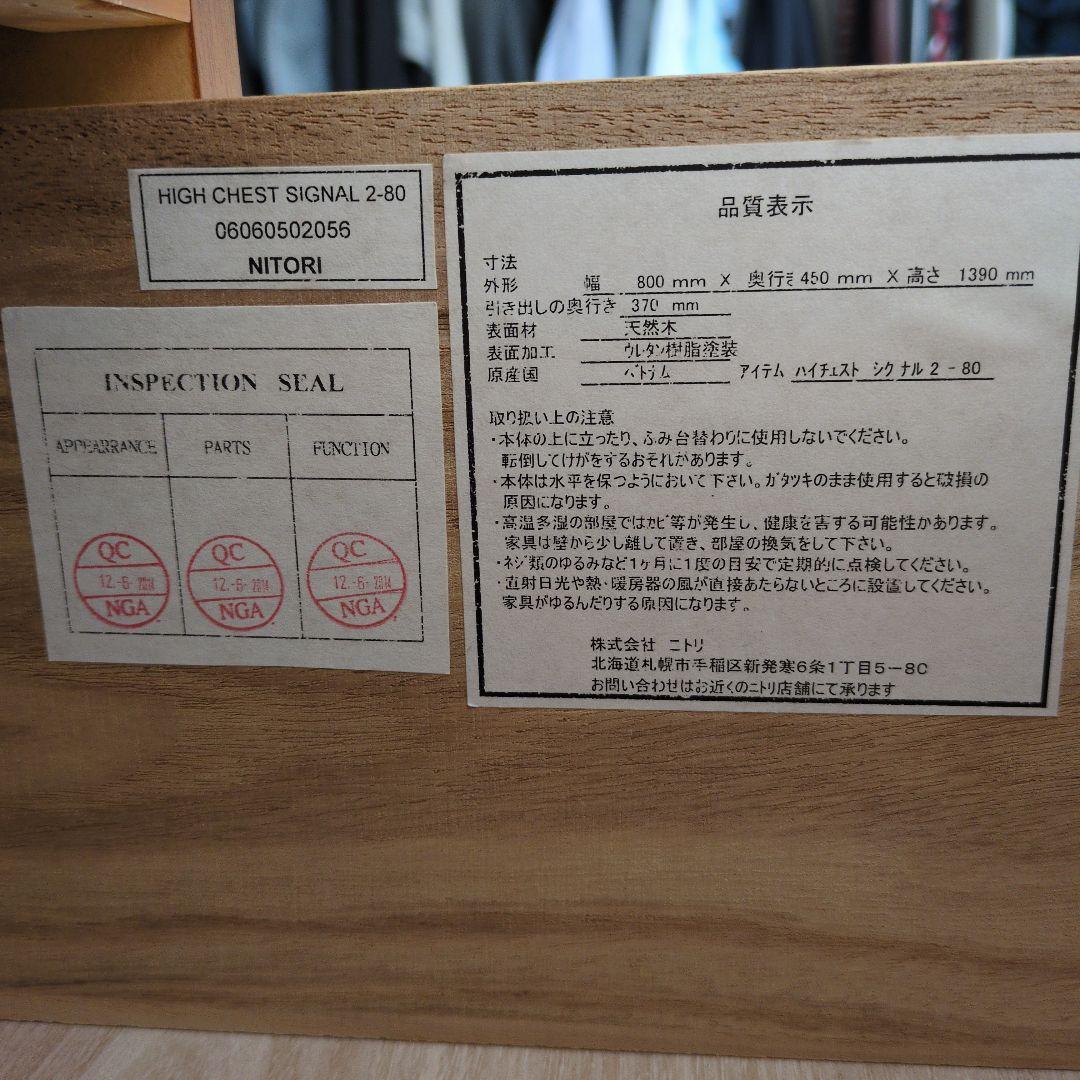 HIGH CHEST SIGNAL 2-80
06060502056
NITORI
INSPECTION SEAL
APPEARRANCE PARTS FUNCTION
QC QC QC
12.-6-2014 12.-6-2014 12.-6-2014
NGA NGA NGA
品質表示
寸法
外形 幅 800 mm X 奥行き 450 mm X 高さ 1390 mm
引き出しの奥行き 370 mm
表面材 天然木
表面加工 ウレタン樹脂塗装
原産国 ベトナム アイテム ハイチェスト シグナル 2-80
取り扱い上の注意
・本体の上に立ったり、ふみ台替わりに使用しないでください。
転倒してけがをするおそれがあります。
・本体は水平を保つようにおいて下さい。ガタツキのまま使用すると破損の
原因になります。
・高温多湿の部屋ではカビ等が発生し、健康を害する可能性があります。
家具は壁から少し離して置き、部屋の換気をして下さい。
・ネジ類のゆるみなど1ヶ月に1度の目安で定期的に点検してください。
・直射日光や熱・暖房器の風が直接あたらないところに設置してください。
家具がゆるんだりする原因になります。
株式会社 ニトリ
北海道札幌市手稲区新発寒6条1丁目5-8C
お問い合わせはお近くのニトリ店舗にて承ります